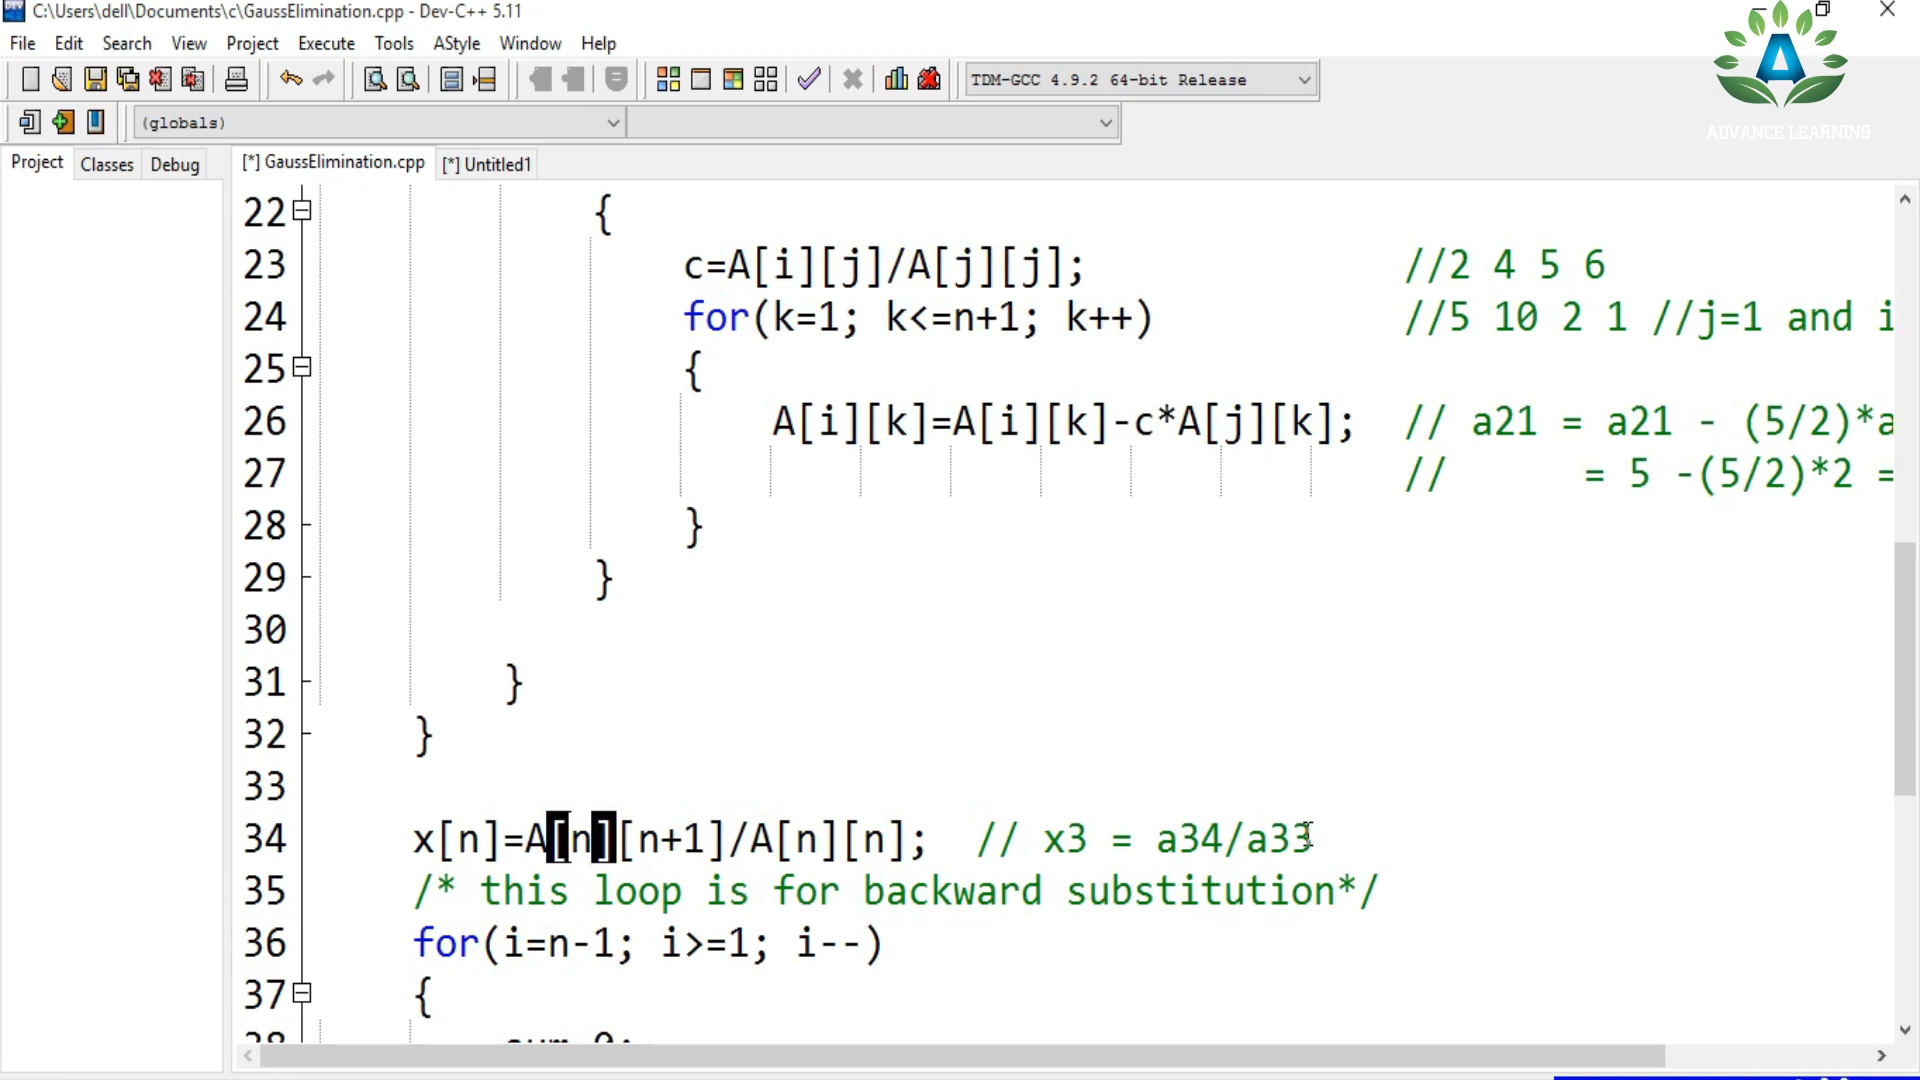 C:\Users\dell\Documents\c\GaussElimination.cpp - Dev-C++ 5.11
File Edit Search View Project Execute Tools AStyle Window Help
TDM-GCC 4.9.2 64-bit Release
ADVANCE LEARNING
(globals)
Project Classes Debug [*] GaussElimination.cpp [*] Untitled1
22 {
23 c=A[i][j]/A[j][j]; //2 4 5 6
24 for(k=1; k<=n+1; k++) //5 10 2 1 //j=1 and i
25 {
26 A[i][k]=A[i][k]-c*A[j][k]; // a21 = a21 - (5/2)*a
27 // = 5 -(5/2)*2 =
28 }
29 }
30
31 }
32 }
33
34 x[n]=A[n][n+1]/A[n][n]; // x3 = a34/a33
35 /* this loop is for backward substitution*/
36 for(i=n-1; i>=1; i--)
37 {